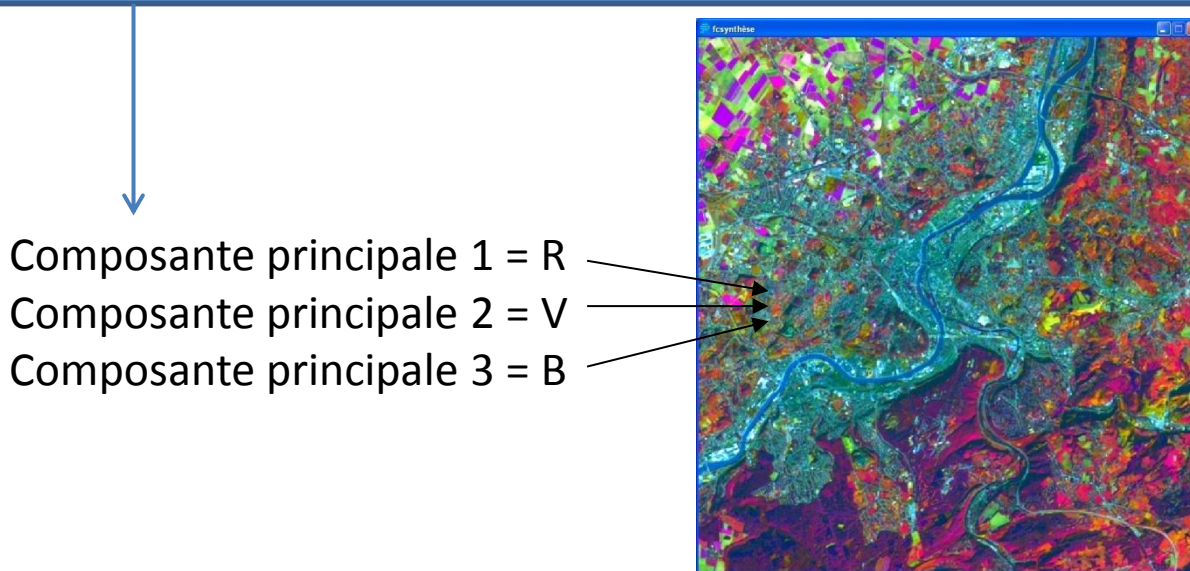 fcsynthèse
Composante principale 1 = R
Composante principale 2 = V
Composante principale 3 = B